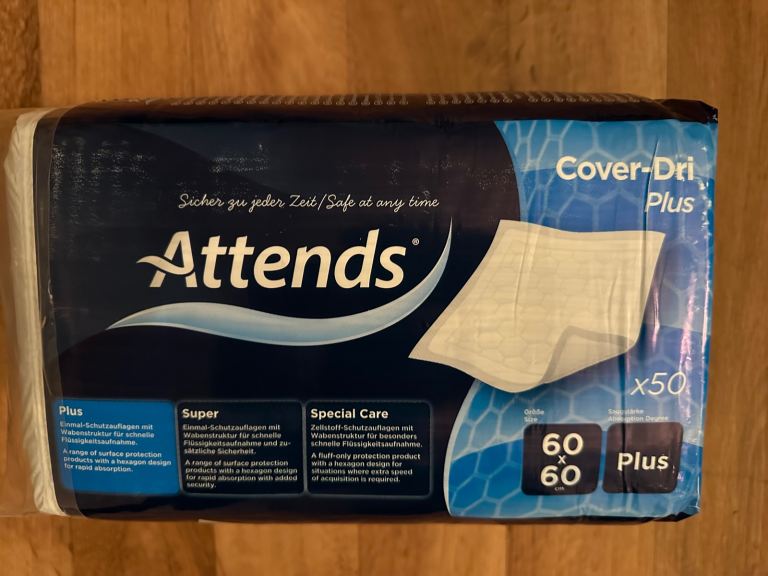 Cover-Dri
Plus
Sicher zu jeder Zeit/Safe at any time
Attends®
x50
Plus
Einmal-Schutzauflagen mit
Wabenstruktur für schnelle
Flüssigkeitsaufnahme.
A range of surface protection
products with a hexagon design
for rapid absorption.
Super
Einmal-Schutzauflagen mit
Wabenstruktur für schnelle
Flüssigkeitsaufnahme und zu-
sätzliche Sicherheit.
A range of surface protection
products with a hexagon design
for rapid absorption with added
security.
Special Care
Zellstoff-Schutzauflagen mit
Wabenstruktur für besonders
schnelle Flüssigkeitsaufnahme.
A fluff-only protection product
with a hexagon design for
situations where extra speed
of acquisition is required.
Größe
Size
60
x
60
cm
Saugstärke
Absorption Degree
Plus